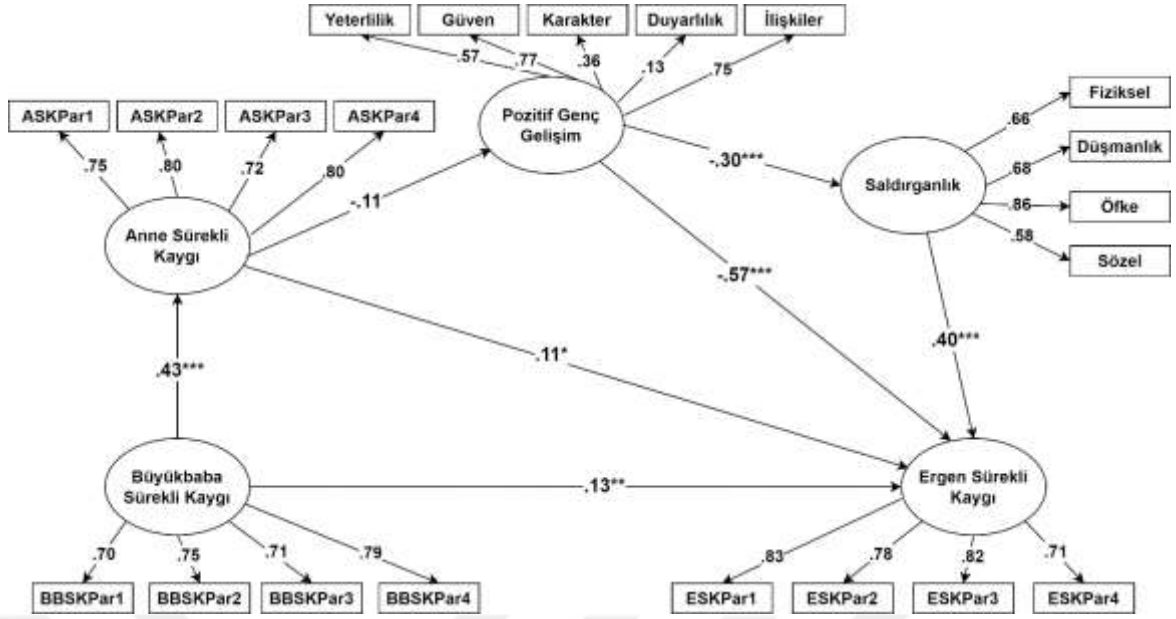 Yeterlilik
Güven
Karakter
Duyarlılık
İlişkiler
.57
.77
.36
.13
.75
Pozitif Genç
Gelişim
ASKPar1
ASKPar2
ASKPar3
ASKPar4
.75
.80
.72
.80
Anne Sürekli
Kaygı
-.11
-.30***
Saldırganlık
Fiziksel
Düşmanlık
Öfke
Sözel
.66
.68
.86
.58
-.57***
.40***
.11*
.43***
Büyükbaba
Sürekli Kaygı
.13**
Ergen Sürekli
Kaygı
.70
.75
.71
.79
BBSKPar1
BBSKPar2
BBSKPar3
BBSKPar4
.83
.78
.82
.71
ESKPar1
ESKPar2
ESKPar3
ESKPar4